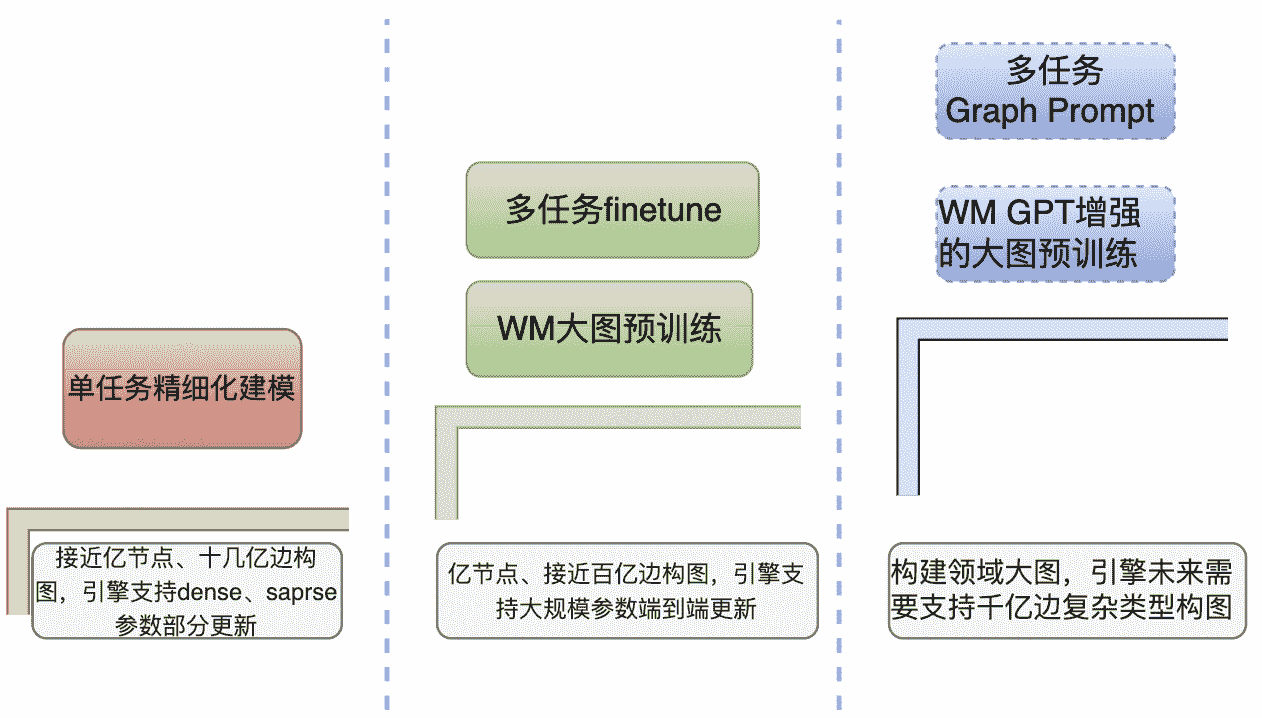 单任务精细化建模
接近亿节点、十几亿边构
图，引擎支持dense、saprse
参数部分更新
多任务finetune
WM大图预训练
亿节点、接近百亿边构图，引擎支
持大规模参数端到端更新
多任务
Graph Prompt
WM GPT增强
的大图预训练
构建领域大图，引擎未来需
要支持千亿边复杂类型构图